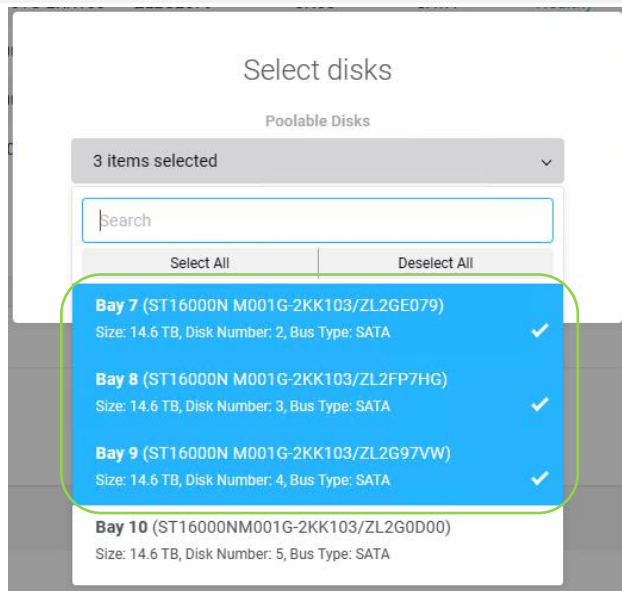 Select disks
Poolable Disks
3 items selected
Search
Select All Deselect All
Bay 7 (ST16000N M001G-2KK103/ZL2GE079)
Size: 14.6 TB, Disk Number: 2, Bus Type: SATA
Bay 8 (ST16000N M001G-2KK103/ZL2FP7HG)
Size: 14.6 TB, Disk Number: 3, Bus Type: SATA
Bay 9 (ST16000N M001G-2KK103/ZL2G97VW)
Size: 14.6 TB, Disk Number: 4, Bus Type: SATA
Bay 10 (ST16000NM001G-2KK103/ZL2G0D00)
Size: 14.6 TB, Disk Number: 5, Bus Type: SATA